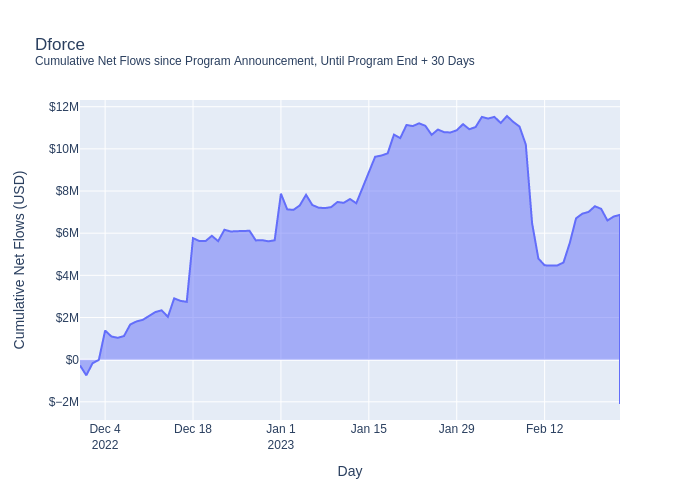 Dforce
Cumulative Net Flows since Program Announcement, Until Program End + 30 Days
Cumulative Net Flows (USD)
$12M
$10M
$8M
$6M
$4M
$2M
$0
$−2M
Dec 4
2022
Dec 18
Jan 1
2023
Jan 15
Jan 29
Feb 12
Day